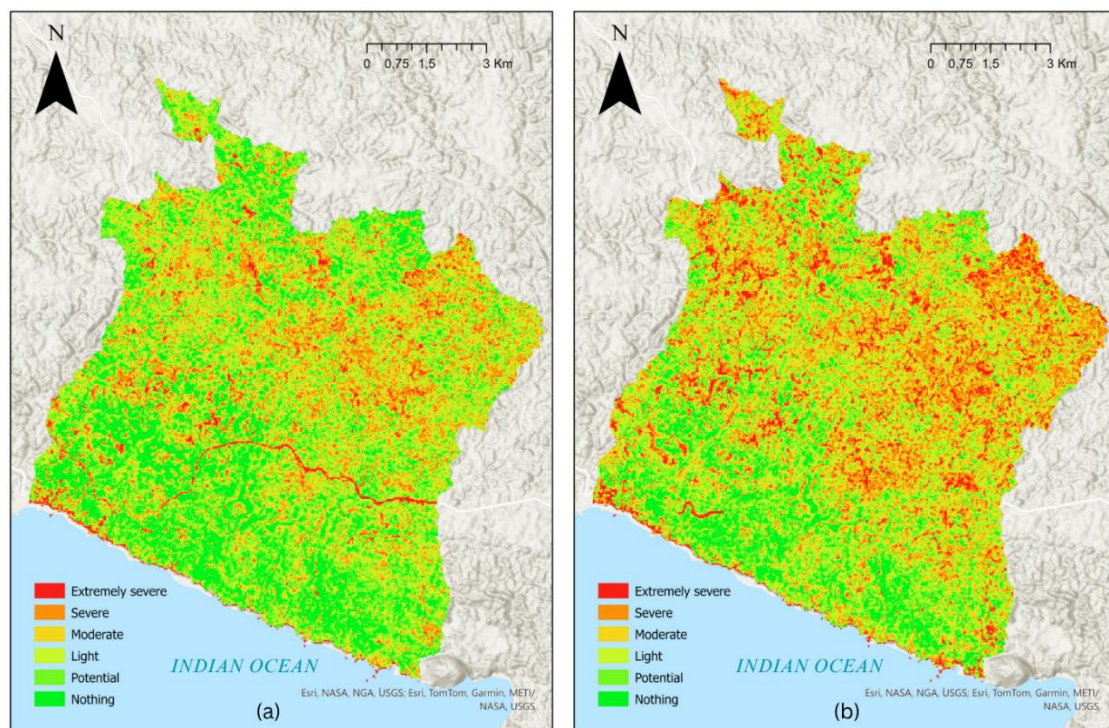 N
0 0,75 1,5 3 Km
Extremely severe
Severe
Moderate
Light
Potential
Nothing
INDIAN OCEAN
Esri, NASA, NGA, USGS; Esri, TomTom, Garmin, METI/
NASA, USGS
(a)
N
0 0,75 1,5 3 Km
Extremely severe
Severe
Moderate
Light
Potential
Nothing
INDIAN OCEAN
Esri, NASA, NGA, USGS; Esri, TomTom, Garmin, METI/
NASA, USGS
(b)